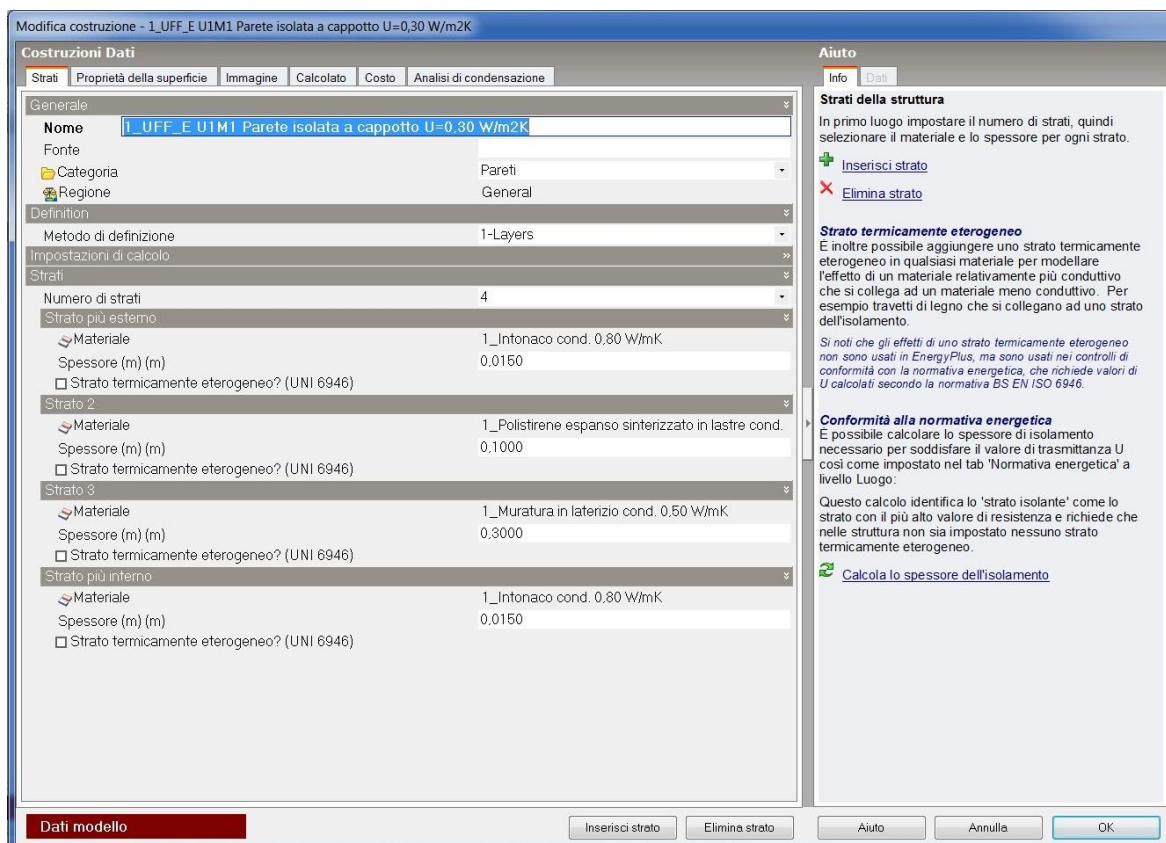 Modifica costruzione - 1_UFF_E U1M1 Parete isolata a cappotto U=0,30 W/m2K
Costruzioni Dati
Strati Proprietà della superficie Immagine Calcolato Costo Analisi di condensazione
Generale
Nome 1_UFF_E U1M1 Parete isolata a cappotto U=0,30 W/m2K
Fonte
Categoria Pareti
Regione General
Definition
Metodo di definizione 1-Layers
Impostazioni di calcolo
Strati
Numero di strati 4
Strato più esterno
Materiale 1_Intonaco cond. 0,80 W/mK
Spessore (m) (m) 0,0150
Strato termicamente eterogeneo? (UNI 6946)
Strato 2
Materiale 1_Polistirene espanso sinterizzato in lastre cond.
Spessore (m) (m) 0,1000
Strato termicamente eterogeneo? (UNI 6946)
Strato 3
Materiale 1_Muratura in laterizio cond. 0,50 W/mK
Spessore (m) (m) 0,3000
Strato termicamente eterogeneo? (UNI 6946)
Strato più interno
Materiale 1_Intonaco cond. 0,80 W/mK
Spessore (m) (m) 0,0150
Strato termicamente eterogeneo? (UNI 6946)
Dati modello
Inserisci strato Elimina strato
Aiuto
Info Dati
Strati della struttura
In primo luogo impostare il numero di strati, quindi
selezionare il materiale e lo spessore per ogni strato.
Inserisci strato
Elimina strato
Strato termicamente eterogeneo
É inoltre possibile aggiungere uno strato termicamente
eterogeneo in qualsiasi materiale per modellare
l'effetto di un materiale relativamente più conduttivo
che si collega ad un materiale meno conduttivo. Per
esempio travetti di legno che si collegano ad uno strato
dell'isolamento.
Si noti che gli effetti di uno strato termicamente eterogeneo
non sono usati in EnergyPlus, ma sono usati nei controlli di
conformità con la normativa energetica, che richiede valori di
U calcolati secondo la normativa BS EN ISO 6946.
Conformità alla normativa energetica
É possibile calcolare lo spessore di isolamento
necessario per soddisfare il valore di trasmittanza U
così come impostato nel tab 'Normativa energetica' a
livello Luogo:
Questo calcolo identifica lo 'strato isolante' come lo
strato con il più alto valore di resistenza e richiede che
nelle struttura non sia impostato nessuno strato
termicamente eterogeneo.
Calcola lo spessore dell'isolamento
Aiuto Annulla OK